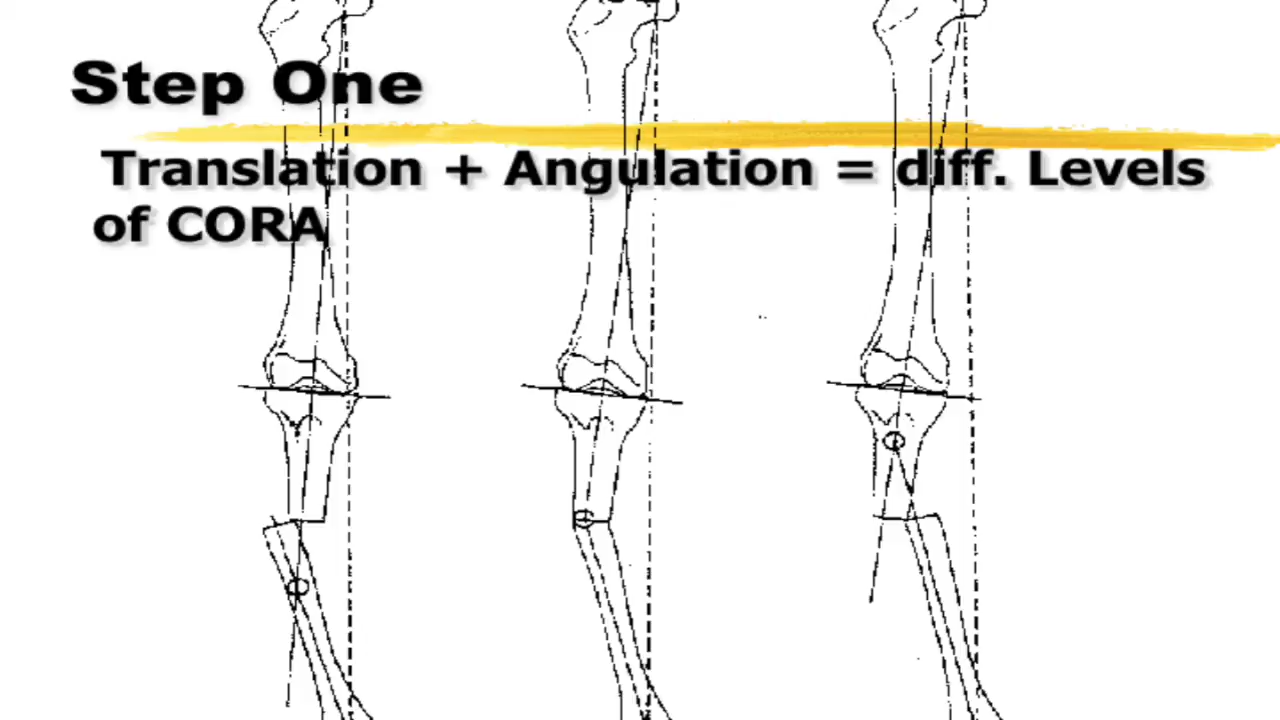 Step One
Translation + Angulation = diff. Levels
of CORA